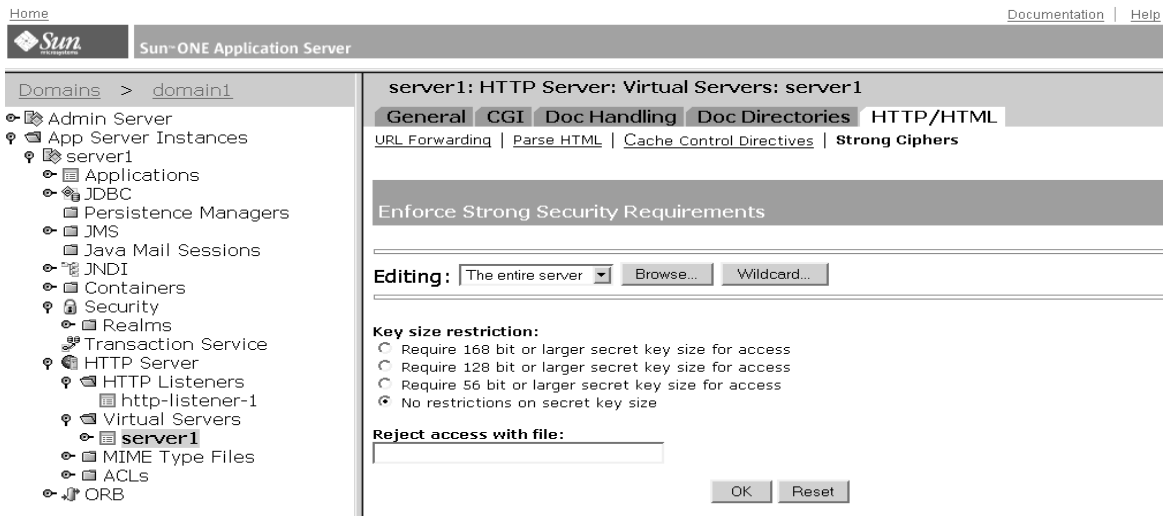 Home
Documentation | Help
Sun microsystems
Sun™ ONE Application Server
Domains > domain1
Admin Server
App Server Instances
server1
Applications
JDBC
Persistence Managers
JMS
Java Mail Sessions
JNDI
Containers
Security
Realms
Transaction Service
HTTP Server
HTTP Listeners
http-listener-1
Virtual Servers
server1
MIME Type Files
ACLs
ORB
server1: HTTP Server: Virtual Servers: server1
General CGI Doc Handling Doc Directories HTTP/HTML
URL Forwarding | Parse HTML | Cache Control Directives | Strong Ciphers
Enforce Strong Security Requirements
Editing: The entire server Browse... Wildcard...
Key size restriction:
Require 168 bit or larger secret key size for access
Require 128 bit or larger secret key size for access
Require 56 bit or larger secret key size for access
No restrictions on secret key size
Reject access with file:
OK Reset